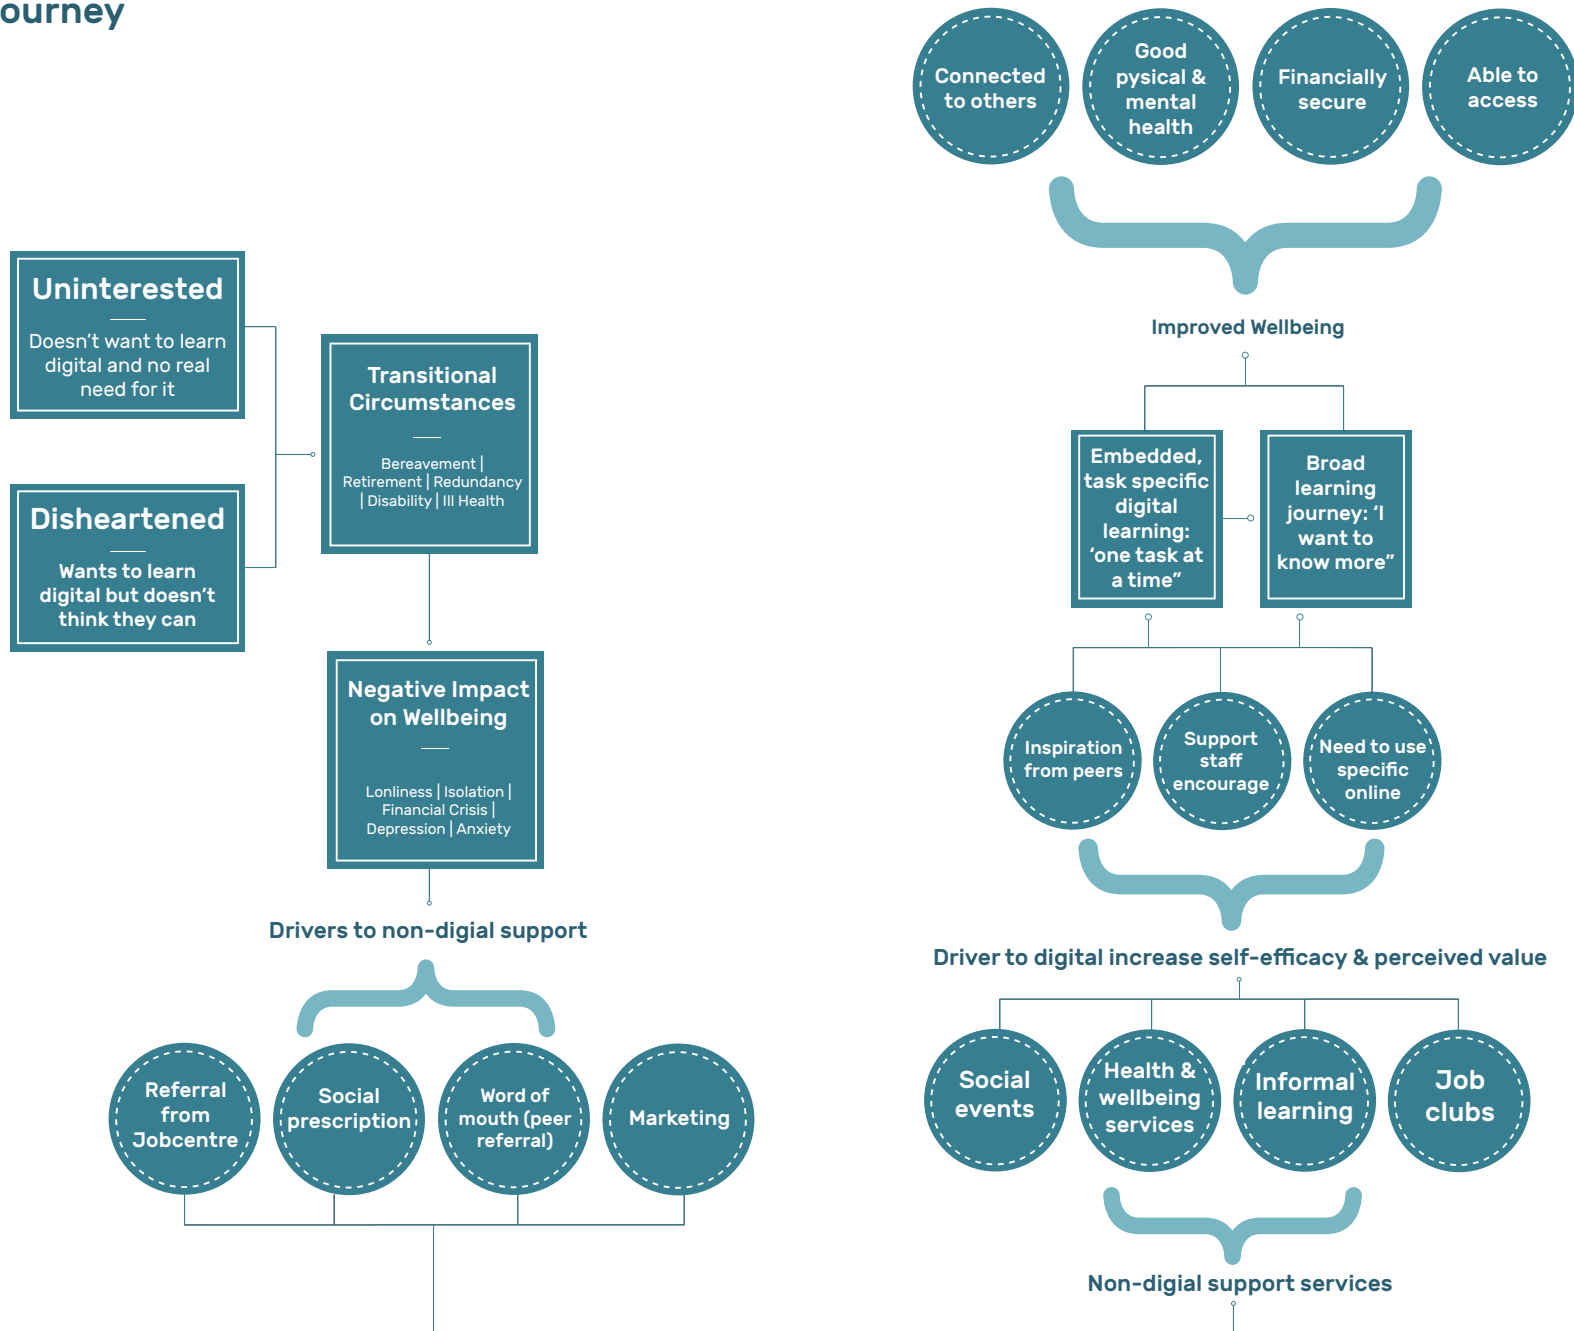 ourney
Uninterested
Doesn't want to learn
digital and no real
need for it
Disheartened
Wants to learn
digital but doesn't
think they can
Transitional
Circumstances
Bereavement |
Retirement | Redundancy
| Disability | Ill Health
Negative Impact
on Wellbeing
Lonliness | Isolation |
Financial Crisis |
Depression | Anxiety
Drivers to non-digial support
Referral
from
Jobcentre
Social
prescription
Word of
mouth (peer
referral)
Marketing
Connected
to others
Good
pysical &
mental
health
Financially
secure
Able to
access
Improved Wellbeing
Embedded,
task specific
digital
learning:
‘one task at
a time”
Broad
learning
journey: ‘I
want to
know more”
Inspiration
from peers
Support
staff
encourage
Need to use
specific
online
Driver to digital increase self-efficacy & perceived value
Social
events
Health &
wellbeing
services
Informal
learning
Job
clubs
Non-digial support services